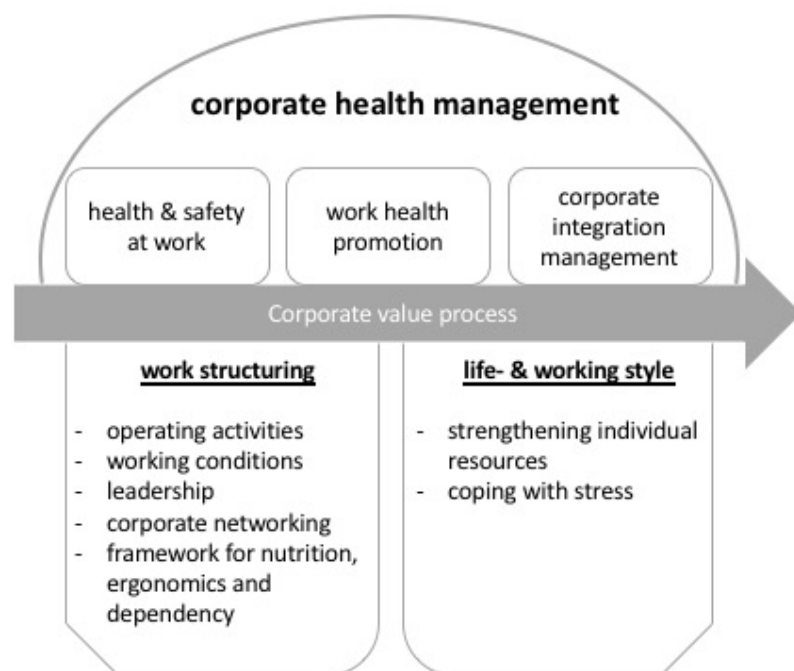 corporate health management
health & safety
at work
work health
promotion
corporate
integration
management
Corporate value process
work structuring
- operating activities
- working conditions
- leadership
- corporate networking
- framework for nutrition,
ergonomics and
dependency
life- & working style
- strengthening individual
resources
- coping with stress